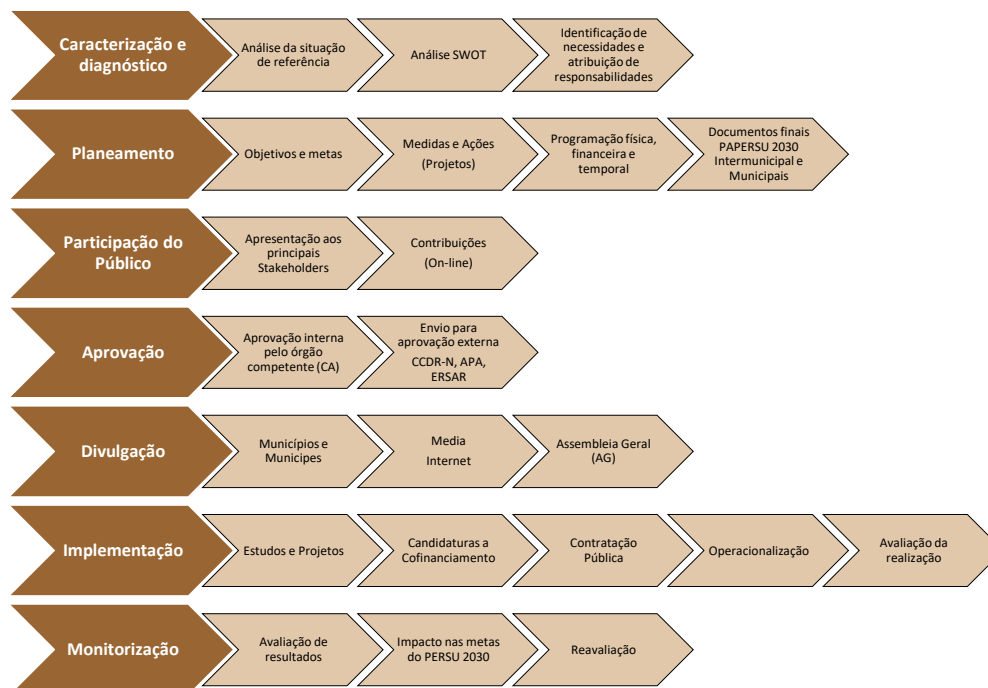 Caracterização e
diagnóstico
Análise da situação
de referência
Análise SWOT
Identificação de
necessidades e
atribuição de
responsabilidades
Planeamento
Objetivos e metas
Medidas e Ações
(Projetos)
Programação física,
financeira e
temporal
Documentos finais
PAPERSU 2030
Intermunicipal e
Municipais
Participação do
Público
Apresentação aos
principais
Stakeholders
Contribuições
(On-line)
Aprovação
Aprovação interna
pelo órgão
competente (CA)
Envio para
aprovação externa
CCDR-N, APA,
ERSAR
Divulgação
Municípios e
Municipes
Media
Internet
Assembleia Geral
(AG)
Implementação
Estudos e Projetos
Candidaturas a
Cofinanciamento
Contratação
Pública
Operacionalização
Avaliação da
realização
Monitorização
Avaliação de
resultados
Impacto nas metas
do PERSU 2030
Reavaliação